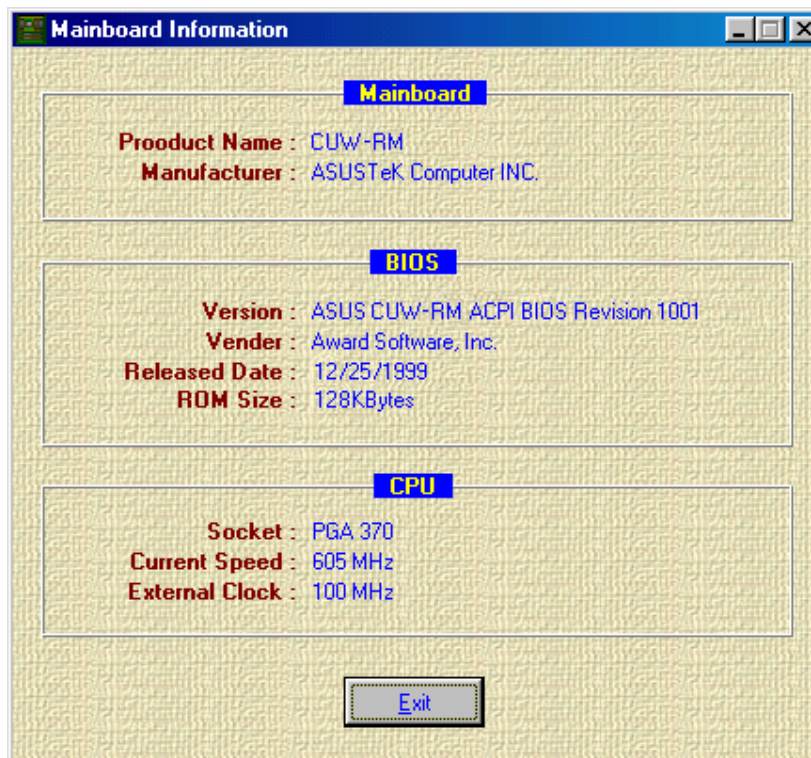 Mainboard Information
Mainboard
Prooduct Name : CUW-RM
Manufacturer : ASUSTeK Computer INC.
BIOS
Version : ASUS CUW-RM ACPI BIOS Revision 1001
Vender : Award Software, Inc.
Released Date : 12/25/1999
ROM Size : 128KBytes
CPU
Socket : PGA 370
Current Speed : 605 MHz
External Clock : 100 MHz
Exit